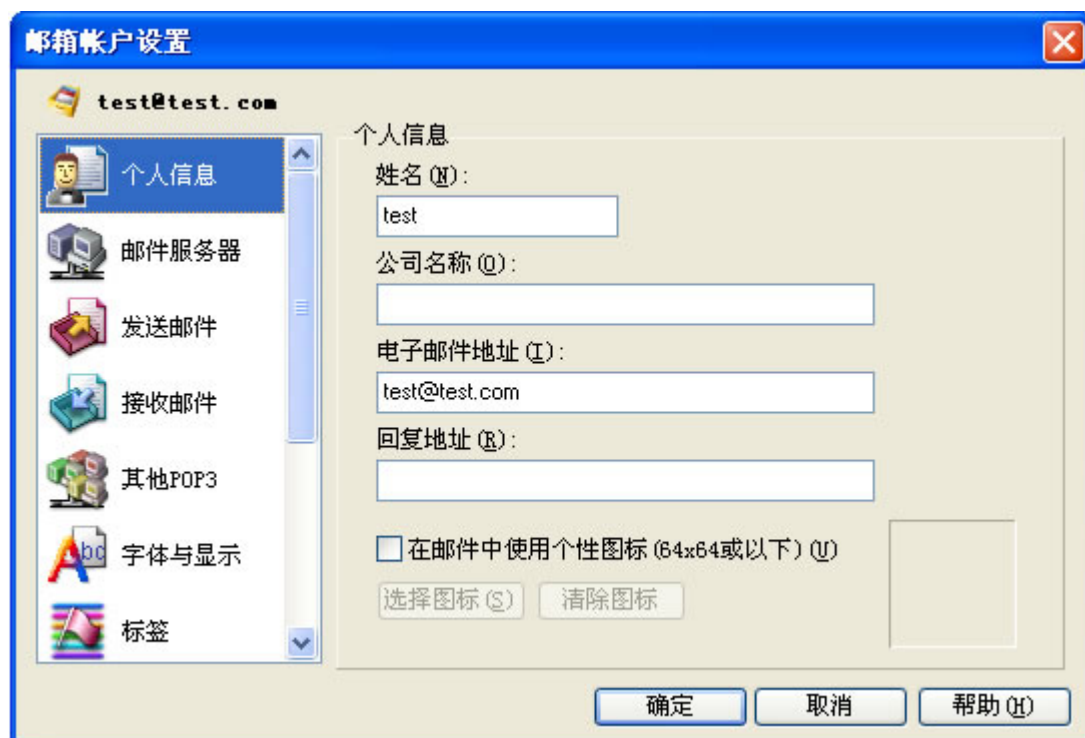 邮箱帐户设置
test@test.com
个人信息
邮件服务器
发送邮件
接收邮件
其他POP3
字体与显示
标签
个人信息
姓名(N):
test
公司名称(O):
电子邮件地址(I):
test@test.com
回复地址(R):
在邮件中使用个性图标(64x64或以下)(U)
选择图标(S)
清除图标
确定
取消
帮助(H)